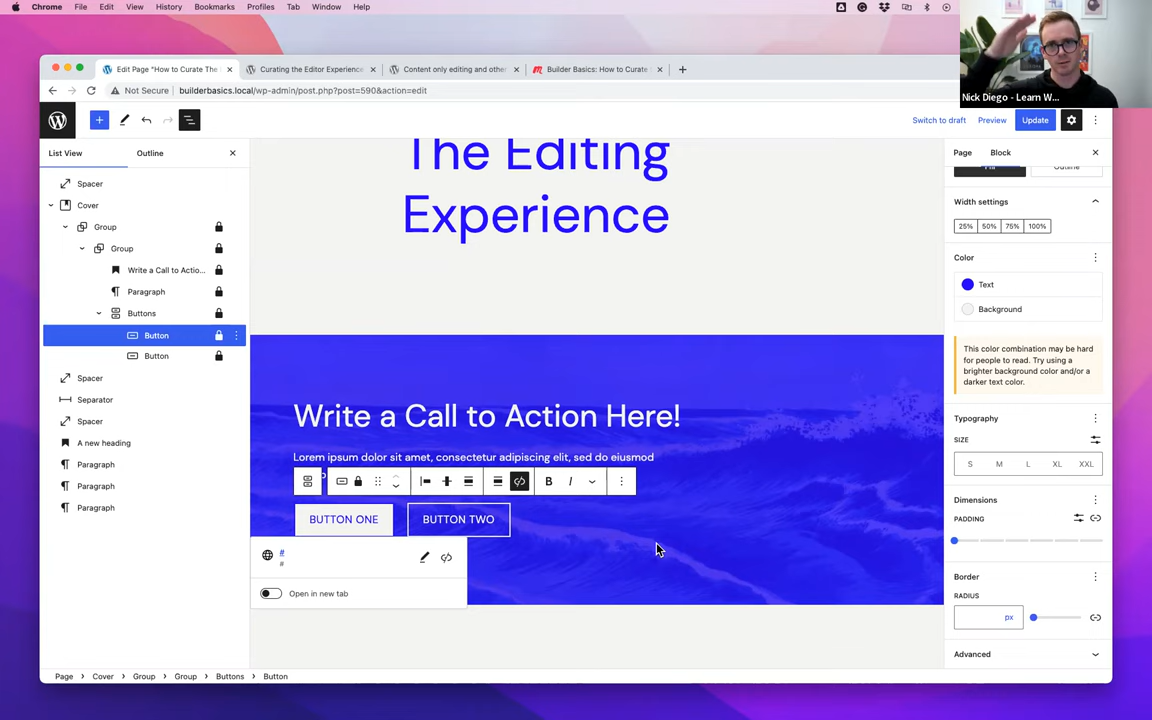 Chrome File Edit View History Bookmarks Profiles Tab Window Help
Nick Diego - Learn W...
Edit Page "How to Curate The
Curating the Editor Experience
Content only editing and other
Builder Basics: How to Curate
Not Secure builderbasics.local/wp-admin/post.php?post=590&action=edit
Switch to draft Preview Update
List View Outline
Spacer
Cover
Group
Group
Write a Call to Actio...
Paragraph
Buttons
Button
Button
Spacer
Separator
Spacer
A new heading
Paragraph
Paragraph
Paragraph
The Editing
Experience
Write a Call to Action Here!
Lorem ipsum dolor sit amet, consectetur adipiscing elit, sed do eiusmod
B I
BUTTON ONE BUTTON TWO
#
#
Open in new tab
Page Block
Outline
Width settings
25% 50% 75% 100%
Color
Text
Background
This color combination may be hard
for people to read. Try using a
brighter background color and/or a
darker text color.
Typography
SIZE
S M L XL XXL
Dimensions
PADDING
Border
RADIUS
px
Advanced
Page > Cover > Group > Group > Buttons > Button